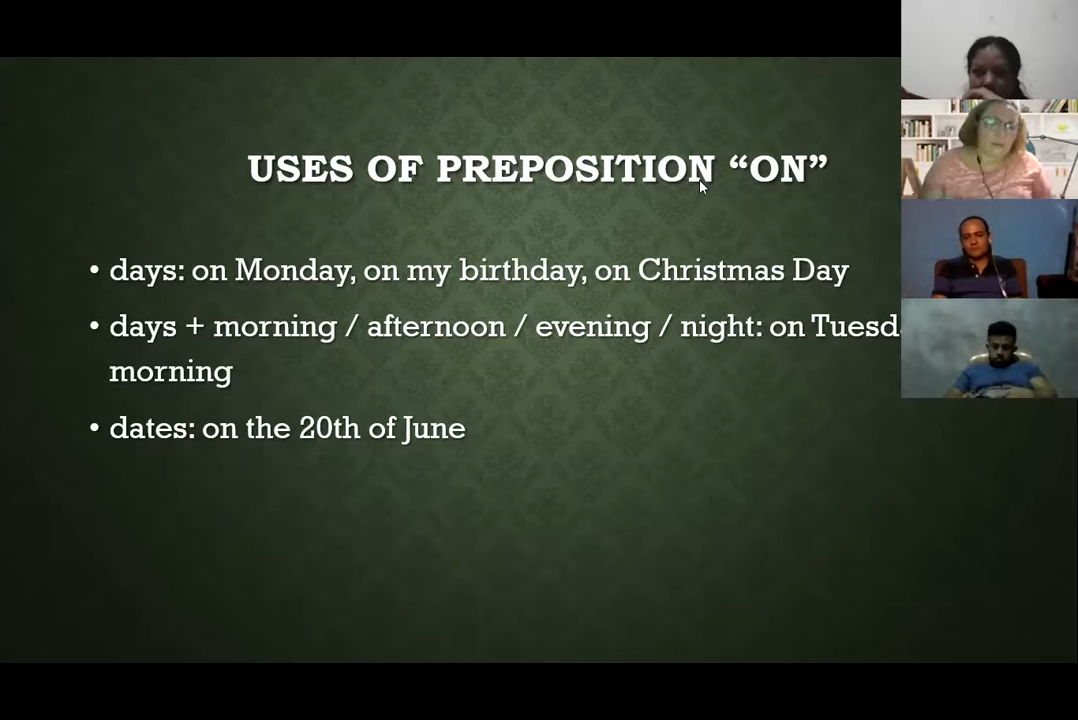 USES OF PREPOSITION “ON”
• days: on Monday, on my birthday, on Christmas Day
• days + morning / afternoon / evening / night: on
morning
• dates: on the 20th of June